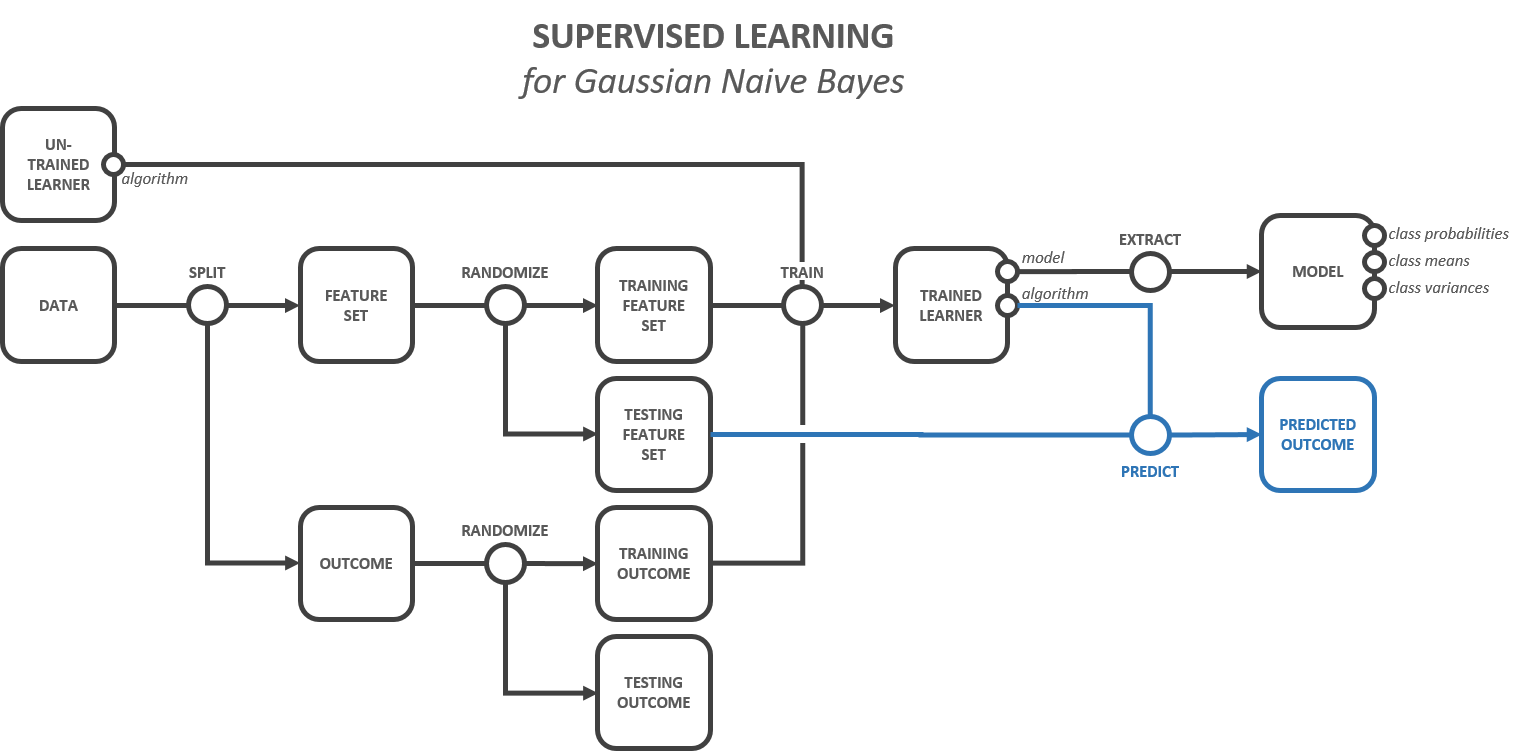 SUPERVISED LEARNING
for Gaussian Naive Bayes
UN-
TRAINED
LEARNER
algorithm
DATA
SPLIT
FEATURE
SET
RANDOMIZE
TRAINING
FEATURE
SET
TRAIN
TRAINED
LEARNER
model
algorithm
EXTRACT
MODEL
class probabilities
class means
class variances
TESTING
FEATURE
SET
PREDICT
PREDICTED
OUTCOME
OUTCOME
RANDOMIZE
TRAINING
OUTCOME
TESTING
OUTCOME